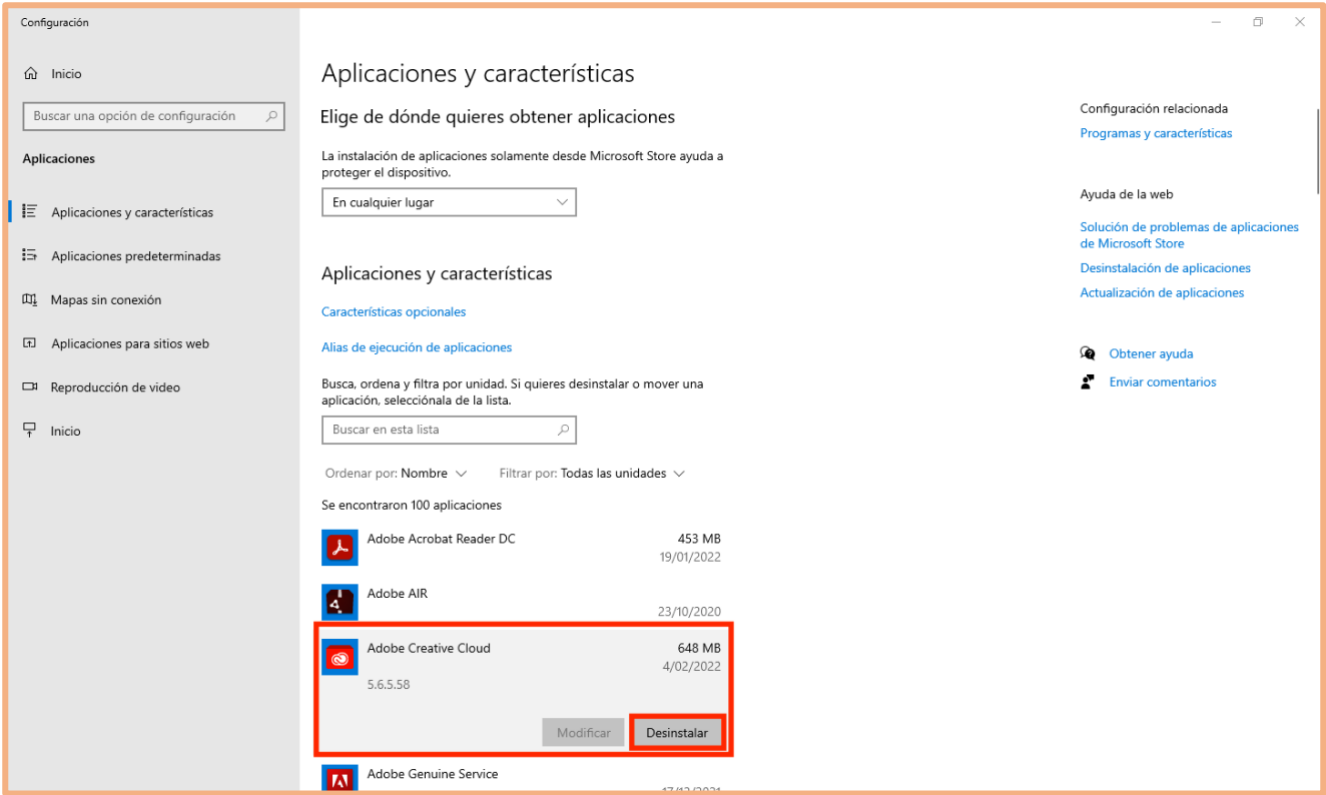 Configuración
Inicio
Buscar una opción de configuración
Aplicaciones
Aplicaciones y características
Aplicaciones predeterminadas
Mapas sin conexión
Aplicaciones para sitios web
Reproducción de video
Inicio
Aplicaciones y características
Elige de dónde quieres obtener aplicaciones
La instalación de aplicaciones solamente desde Microsoft Store ayuda a
proteger el dispositivo.
En cualquier lugar
Aplicaciones y características
Características opcionales
Alias de ejecución de aplicaciones
Busca, ordena y filtra por unidad. Si quieres desinstalar o mover una
aplicación, selecciónala de la lista.
Buscar en esta lista
Ordenar por: Nombre Filtrar por: Todas las unidades
Se encontraron 100 aplicaciones
Adobe Acrobat Reader DC 453 MB
19/01/2022
Adobe AIR
23/10/2020
Adobe Creative Cloud 648 MB
4/02/2022
5.6.5.58
Modificar Desinstalar
Adobe Genuine Service
17/12/2021
Configuración relacionada
Programas y características
Ayuda de la web
Solución de problemas de aplicaciones
de Microsoft Store
Desinstalación de aplicaciones
Actualización de aplicaciones
Obtener ayuda
Enviar comentarios